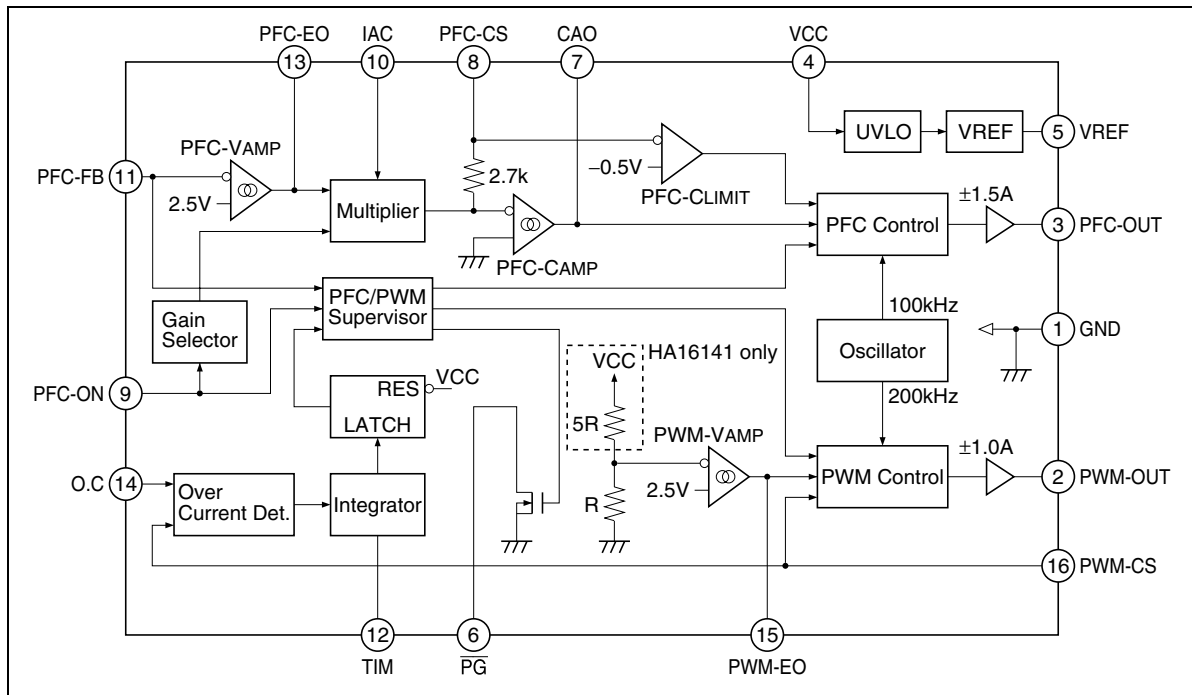 PFC-EO
IAC
PFC-CS
CAO
VCC
13
10
8
7
4
UVLO
VREF
5
VREF
PFC-VAMP
PFC-FB
11
2.5V
2.7k
−0.5V
PFC-CLIMIT
Multiplier
PFC-CAMP
PFC Control
±1.5A
3
PFC-OUT
Gain
Selector
PFC/PWM
Supervisor
100kHz
Oscillator
200kHz
1
GND
HA16141 only
VCC
5R
PFC-ON
9
RES
VCC
LATCH
PWM-VAMP
2.5V
R
PWM Control
±1.0A
2
PWM-OUT
O.C
14
Over
Current Det.
Integrator
16
PWM-CS
12
6
15
TIM
PG
PWM-EO